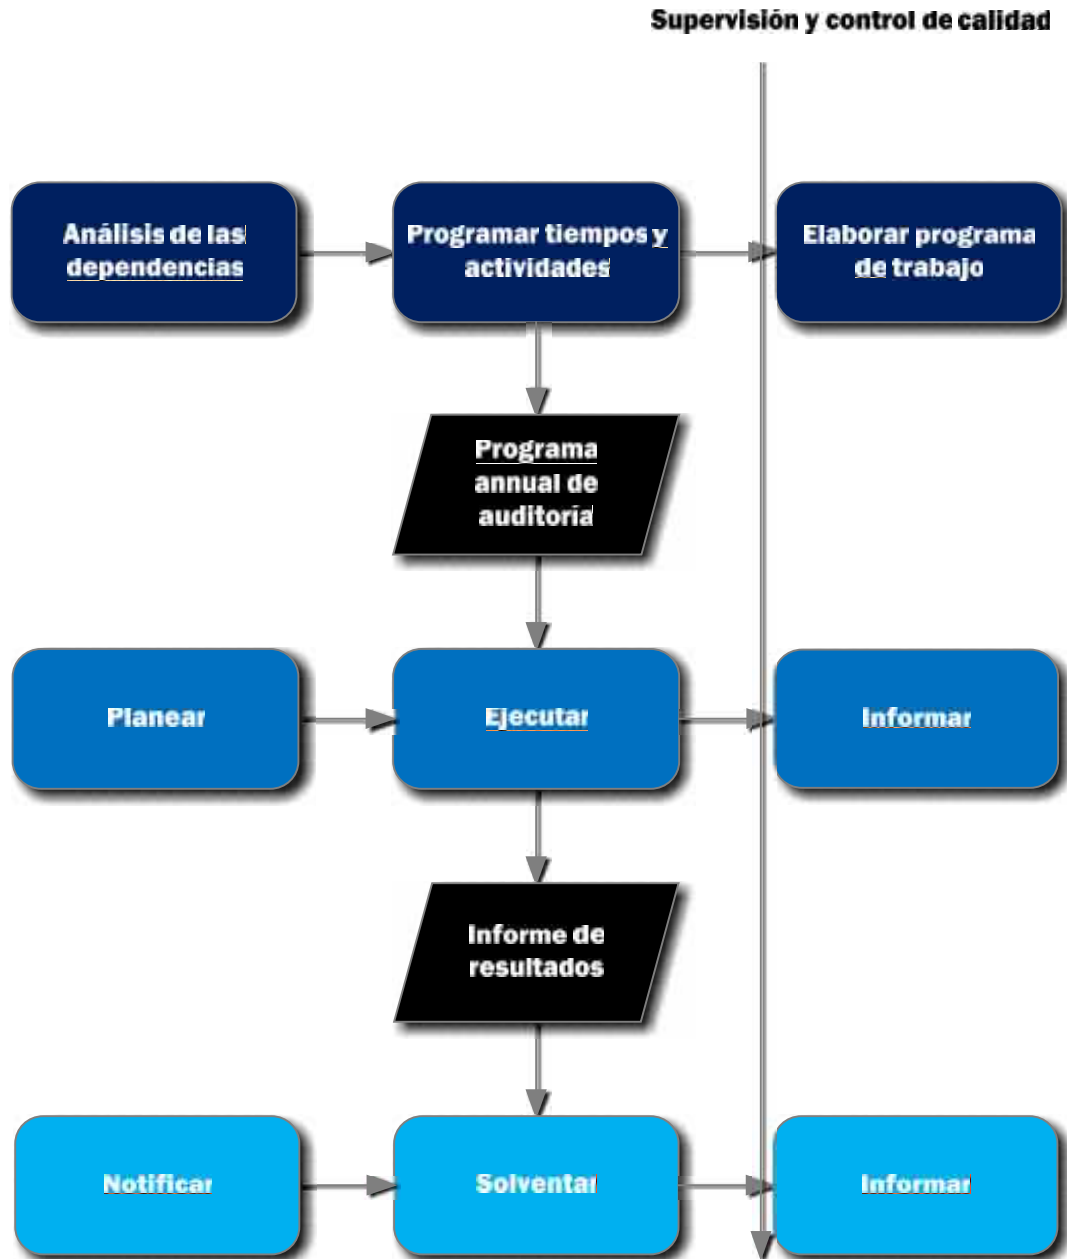 Supervisión y control de calidad
Análisis de las
dependencias
Programar tiempos y
actividades
Elaborar programa
de trabajo
Programa
annual de
auditoría
Planear
Ejecutar
Informar
Informe de
resultados
Notificar
Solventar
Informar